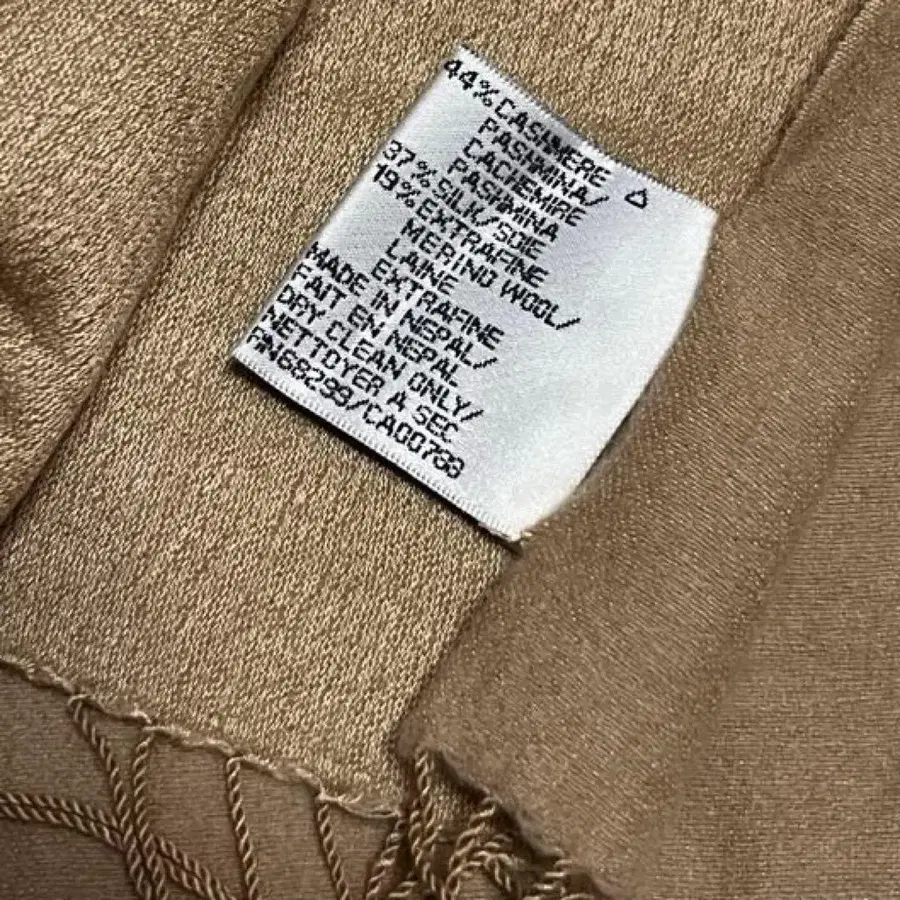 44% CASHMERE
PASHMINA/
CACHEMIRE
PASHMINA
37% SILK/SOIE
19% EXTRAFINE
MERINO WOOL/
LAINE
EXTRAFINE
MADE IN NEPAL/
FAIT EN NEPAL
DRY CLEAN ONLY/
NETTOYER A SEC
RN68299/CA00733